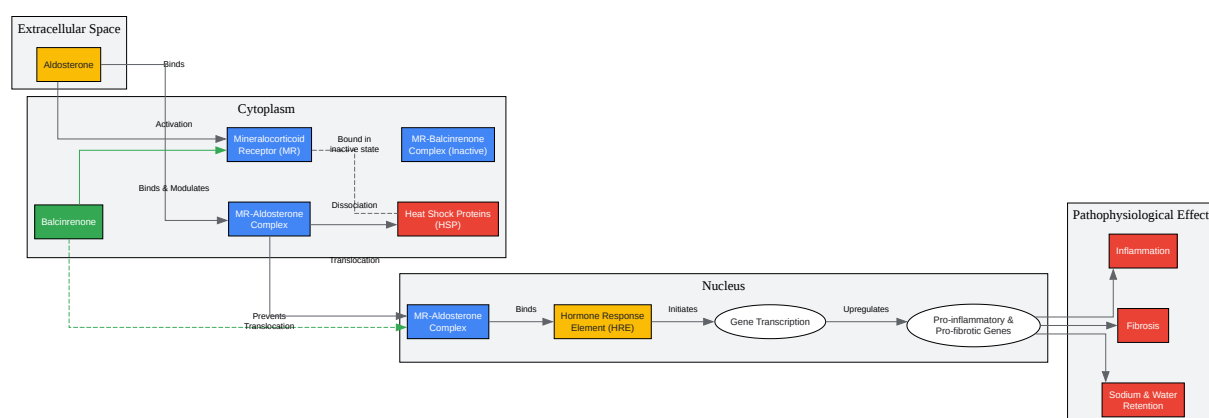 Extracellular Space
Aldosterone
Binds
Cytoplasm
Activation
Mineralocorticoid
Receptor (MR)
Bound in
inactive state
MR-Balcinrenone
Complex (Inactive)
Binds & Modulates
Balcinrenone
MR-Aldosterone
Complex
Dissociation
Heat Shock Proteins
(HSP)
Translocation
Prevents
Translocation
Nucleus
MR-Aldosterone
Complex
Binds
Hormone Response
Element (HRE)
Initiates
Gene Transcription
Upregulates
Pro-inflammatory &
Pro-fibrotic Genes
Pathophysiological Effect
Inflammation
Fibrosis
Sodium & Water
Retention